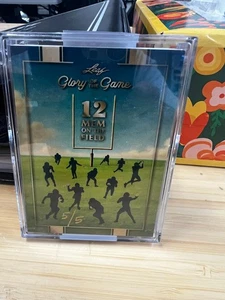 Leaf
Glory of the Game
12
MEN
ON THE
FIELD
5/5